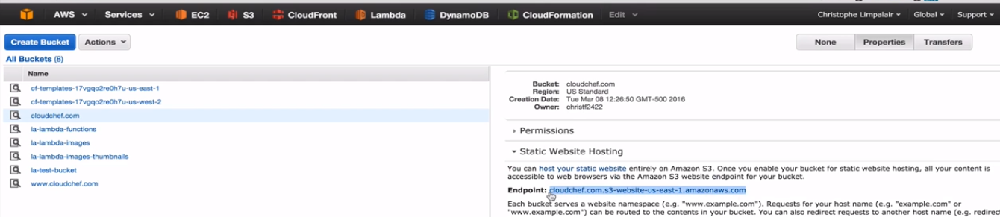 AWS Services EC2 S3 CloudFront Lambda DynamoDB CloudFormation Edit Christophe Limpalair Global Support
Create Bucket Actions None Properties Transfers
All Buckets (8)
Name
cf-templates-17vgqo2re0h7u-us-east-1
cf-templates-17vgqo2re0h7u-us-west-2
cloudchef.com
la-lambda-functions
la-lambda-images
la-lambda-images-thumbnails
la-test-bucket
www.cloudchef.com
Bucket: cloudchef.com
Region: US Standard
Creation Date: Tue Mar 08 12:26:50 GMT-500 2016
Owner: christf2422
Permissions
Static Website Hosting
You can host your static website entirely on Amazon S3. Once you enable your bucket for static website hosting, all your content is
accessible to web browsers via the Amazon S3 website endpoint for your bucket.
Endpoint: cloudchef.com.s3-website-us-east-1.amazonaws.com
Each bucket serves a website namespace (e.g. "www.example.com"). Requests for your host name (e.g. "example.com" or
"www.example.com") can be routed to the contents in your bucket. You can also redirect requests to another host name (e.g. redirec